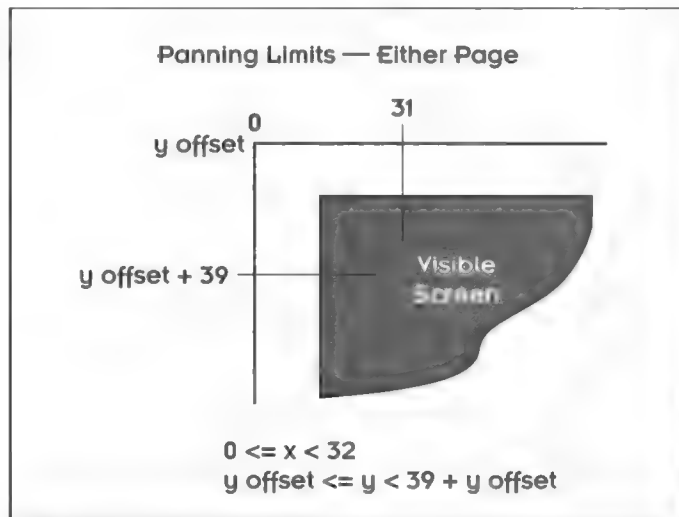 Panning Limits — Either Page
0
31
y offset
y offset + 39
Visible
Screen
0 <= x < 32
y offset <= y < 39 + y offset